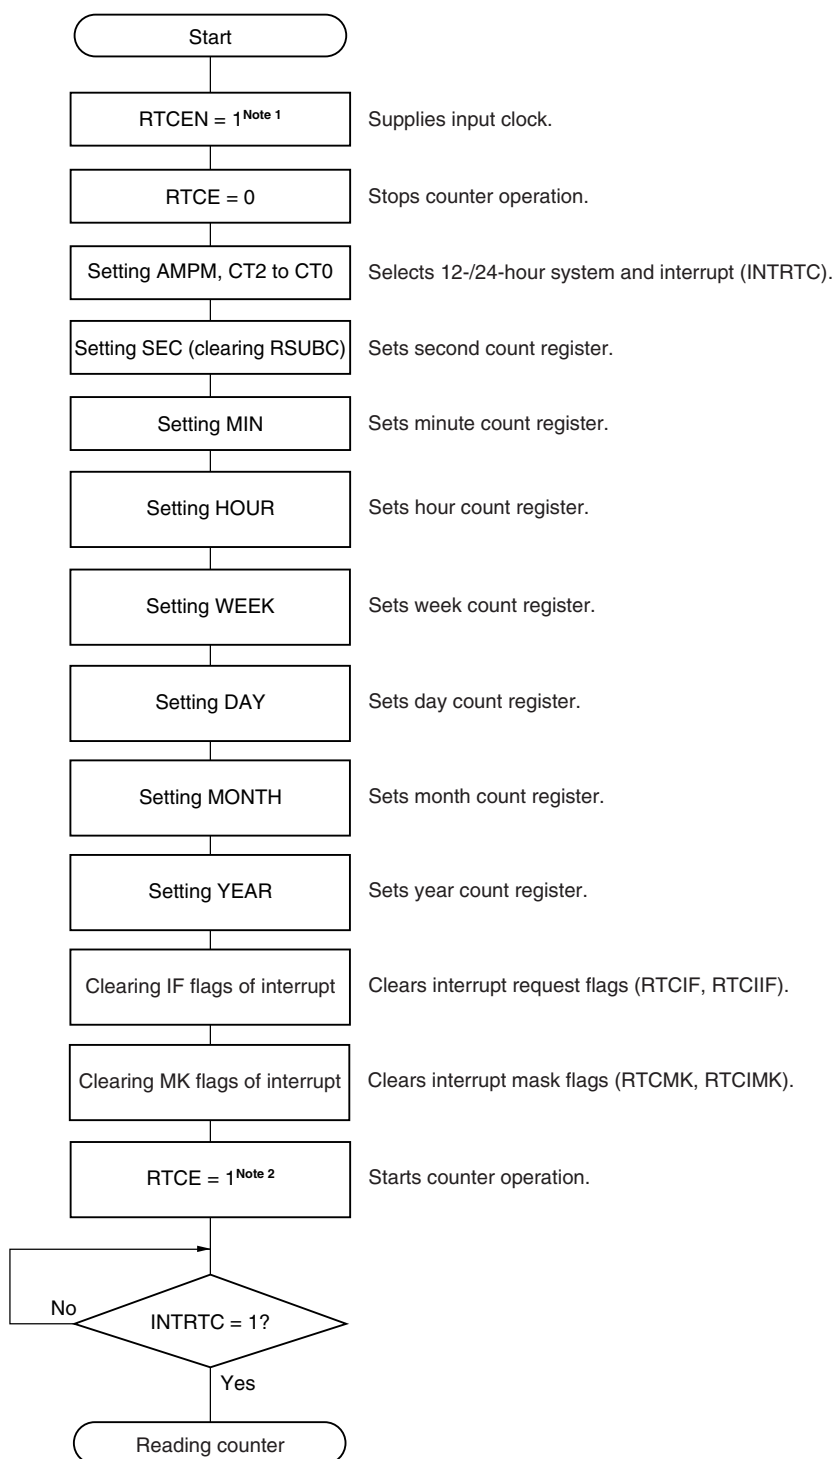 Start
RTCEN = 1Note 1 Supplies input clock.
RTCE = 0 Stops counter operation.
Setting AMPM, CT2 to CT0 Selects 12-/24-hour system and interrupt (INTRTC).
Setting SEC (clearing RSUBC) Sets second count register.
Setting MIN Sets minute count register.
Setting HOUR Sets hour count register.
Setting WEEK Sets week count register.
Setting DAY Sets day count register.
Setting MONTH Sets month count register.
Setting YEAR Sets year count register.
Clearing IF flags of interrupt Clears interrupt request flags (RTCIF, RTCIIF).
Clearing MK flags of interrupt Clears interrupt mask flags (RTCMK, RTCIMK).
RTCE = 1Note 2 Starts counter operation.
No
INTRTC = 1?
Yes
Reading counter